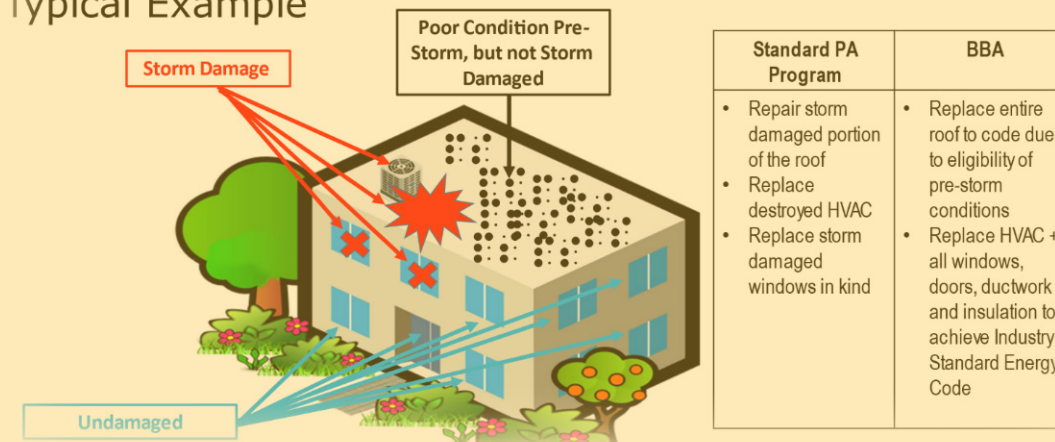 Typical Example
Storm Damage
Poor Condition Pre-
Storm, but not Storm
Damaged
Undamaged
Standard PA
Program
• Repair storm
damaged portion
of the roof
• Replace
destroyed HVAC
• Replace storm
damaged
windows in kind
BBA
• Replace entire
roof to code due
to eligibility of
pre-storm
conditions
• Replace HVAC +
all windows,
doors, ductwork
and insulation to
achieve Industry
Standard Energy
Code